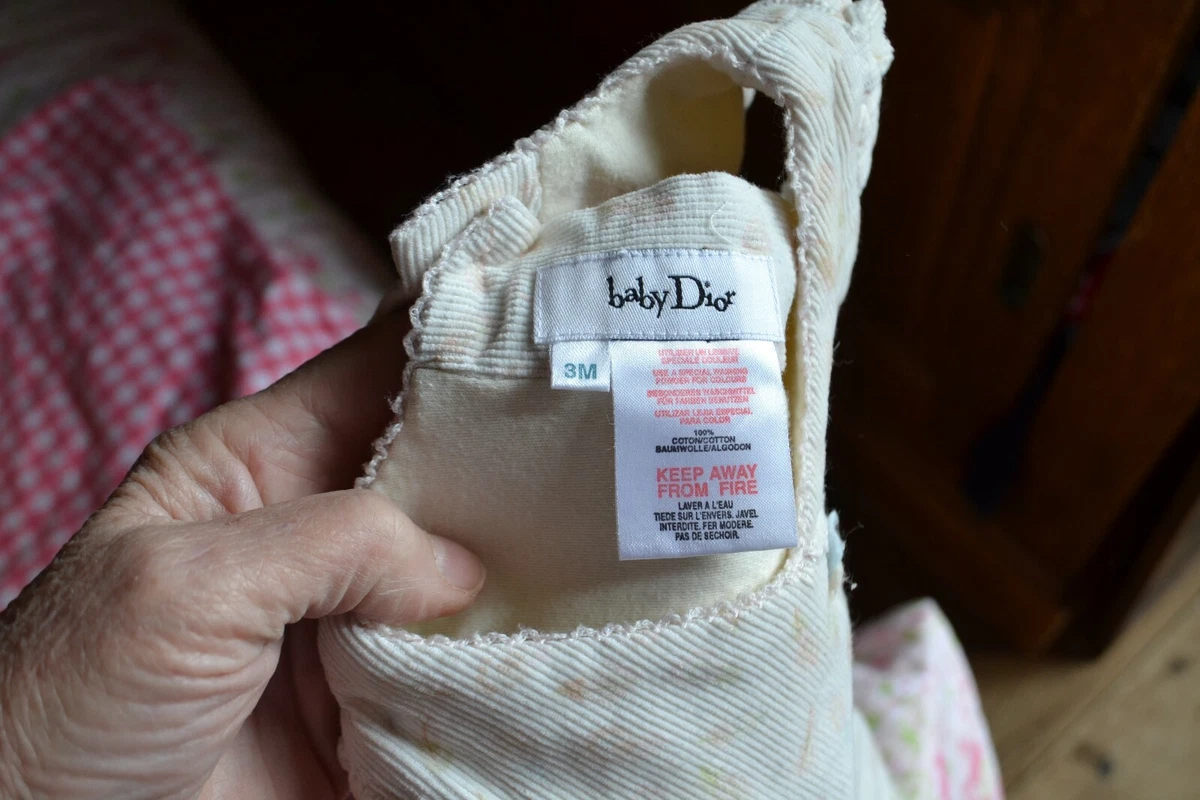 baby Dior
3M
UTILISER UN LESSIVE
SPECIALE COULEUR
USE A SPECIAL WASHING
POWDER FOR COLOURS
BESONDERES WASCHMITTEL
FÜR FARBEN BENUTZEN
UTILIZAR LEJIA ESPECIAL
PARA COLOR
100%
COTON/COTTON
BAUMWOLLE/ALGODON
KEEP AWAY
FROM FIRE
LAVER A L'EAU
TIEDE SUR L'ENVERS. JAVEL
INTERDITE. FER MODERE.
PAS DE SECHOIR.